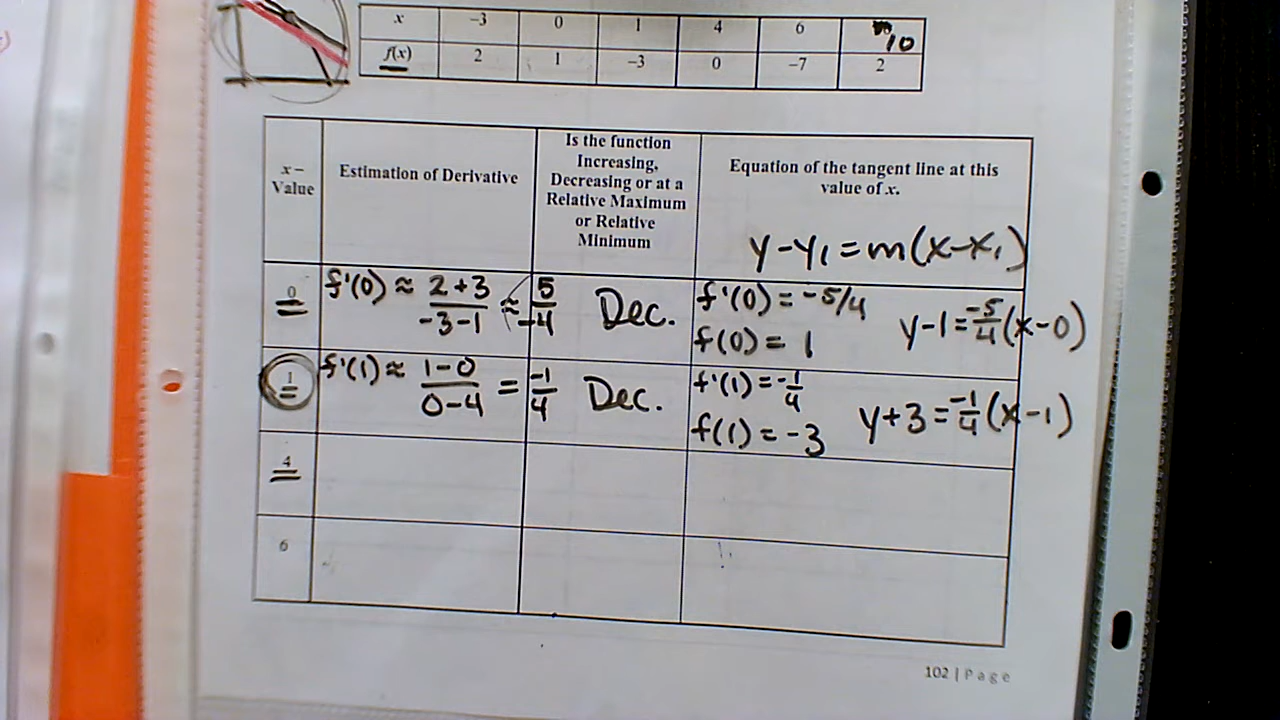 x −3 0 1 4 6 10
f(x) 2 1 −3 0 −7 2
x – Value
Estimation of Derivative
Is the function Increasing, Decreasing or at a Relative Maximum or Relative Minimum
Equation of the tangent line at this value of x.
y-y₁=m(x-x₁)
0 f'(0) ≈ 2+3/-3-1 ≈ 5/-4 Dec. f'(0) = -5/4
f(0) = 1 y-1=-5/4(x-0)
1 f'(1) ≈ 1-0/0-4 = -1/4 Dec. f'(1) = -1/4
f(1) = -3 y+3=-1/4(x-1)
4
6
102 | Page